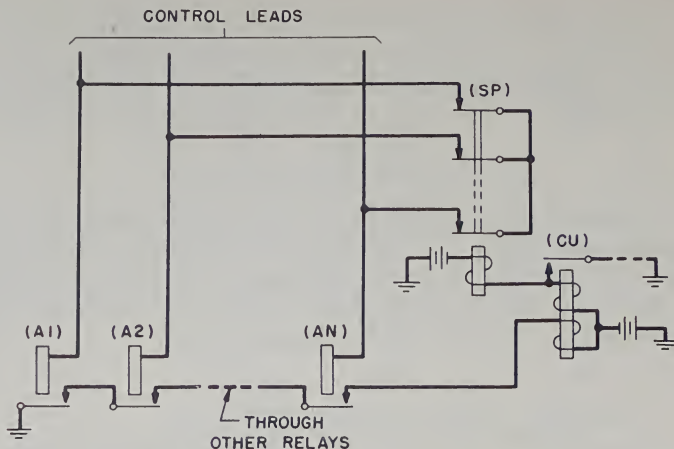 CONTROL LEADS
(SP)
(CU)
(A1)
(A2)
(AN)
THROUGH
OTHER RELAYS